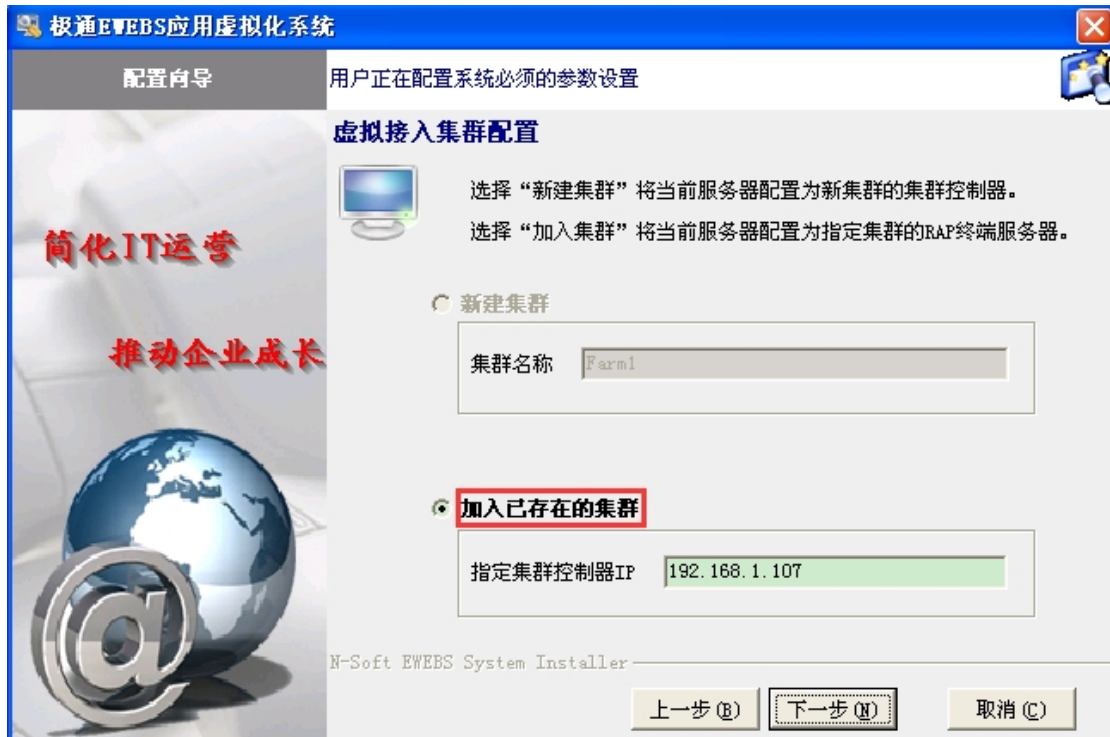 极通EWEBS应用虚拟化系统
配置向导
用户正在配置系统必须的参数设置
虚拟接入集群配置
选择“新建集群”将当前服务器配置为新集群的集群控制器。
选择“加入集群”将当前服务器配置为指定集群的RAP终端服务器。
简化IT运营
推动企业成长
新建集群
集群名称 Farm1
加入已存在的集群
指定集群控制器IP 192.168.1.107
N-Soft EWEBS System Installer
上一步(B) 下一步(N) 取消(C)